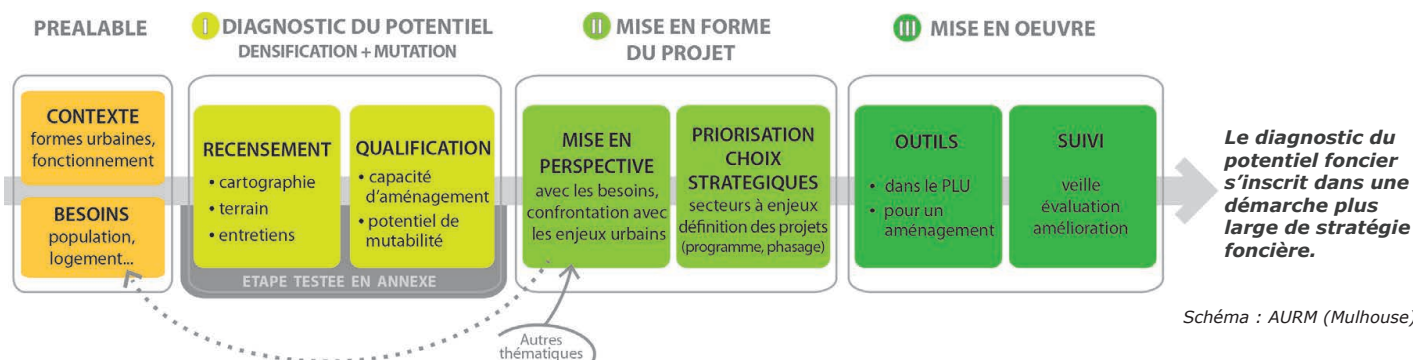 PREALABLE
I DIAGNOSTIC DU POTENTIEL
DENSIFICATION + MUTATION
II MISE EN FORME
DU PROJET
III MISE EN OEUVRE
CONTEXTE
formes urbaines,
fonctionnement
BESOINS
population,
logement...
RECENSEMENT
• cartographie
• terrain
• entretiens
QUALIFICATION
• capacité
d'aménagement
• potentiel de
mutabilité
ETAPE TESTEE EN ANNEXE
MISE EN
PERSPECTIVE
avec les besoins,
confrontation avec
les enjeux urbains
PRIORISATION
CHOIX
STRATEGIQUES
secteurs à enjeux
définition des projets
(programme, phasage)
Autres
thématiques
OUTILS
• dans le PLU
• pour un
aménagement
SUIVI
veille
évaluation
amélioration
Le diagnostic du
potentiel foncier
s'inscrit dans une
démarche plus
large de stratégie
foncière.
Schéma : AURM (Mulhouse)